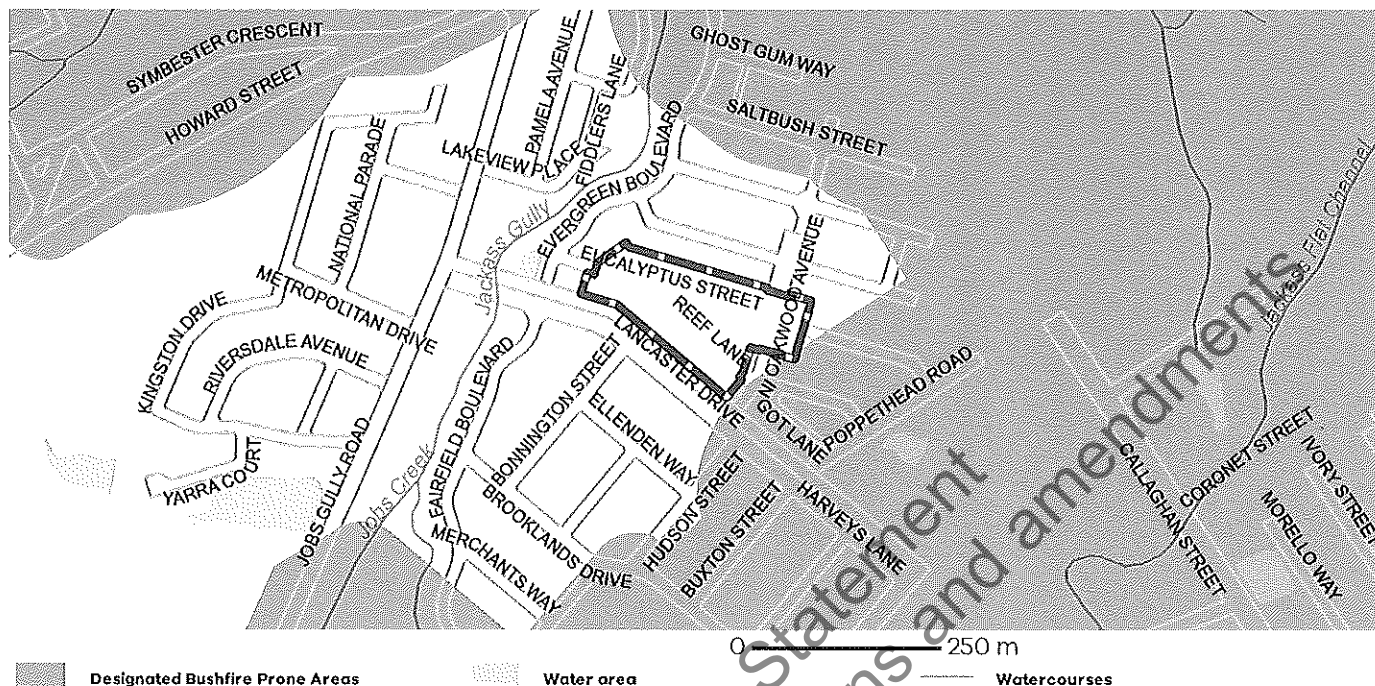 SYMBESTER CRESCENT
HOWARD STREET
PAMELA AVENUE
FIDDLERS LANE
GHOST GUM WAY
SALTBUSH STREET
NATIONAL PARADE
LAKEVIEW PLACE
EVERGREEN BOULEVARD
Jackass Gully
EUCALYPTUS STREET
OAKWOOD AVENUE
Jackass Flat Channel
METROPOLITAN DRIVE
REEF LANE
KINGSTON DRIVE
RIVERSDALE AVENUE
LANCASTER DRIVE
BONNINGTON STREET
ELLENDEN WAY
GOT LANE
POPPETHEAD ROAD
FAIRFIELD BOULEVARD
JOBS GULLY ROAD
Jobs Creek
YARRA COURT
BROOKLANDS DRIVE
MERCHANTS WAY
HUDSON STREET
BUXTON STREET
HARVEYS LANE
CALLAGHAN STREET
CORONET STREET
IVORY STREET
MORELLO WAY
Statement
ns and amendments
0 250 m
Designated Bushfire Prone Areas Water area Watercourses